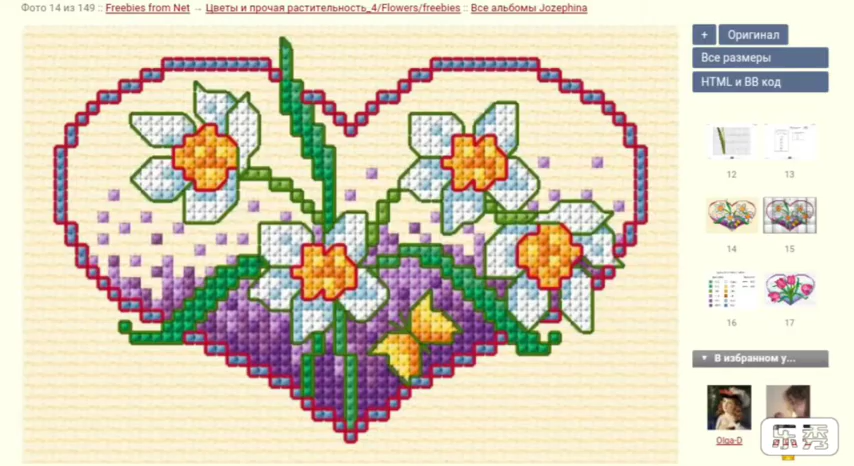 Фото 14 из 149 :: Freebies from Net → Цветы и прочая растительность_4/Flowers/freebies :: Все альбомы Jozephina
+ Оригинал
Все размеры
HTML и BB код
12 13
14 15
16 17
▼ В избранном у...
Olga-D
乐秀